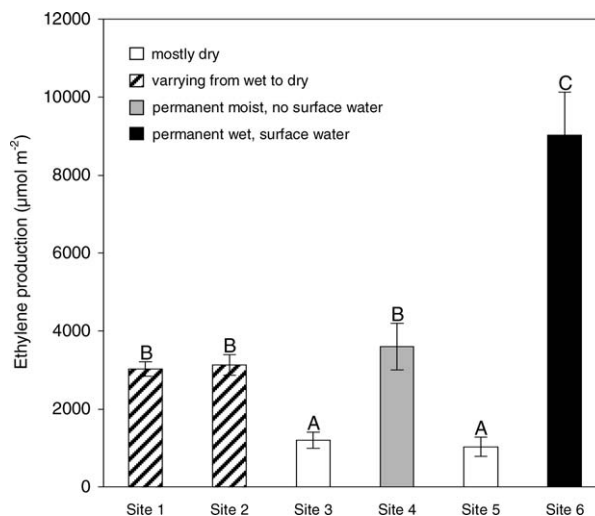 12000
10000
8000
6000
4000
2000
0
Ethylene production (µmol m⁻²)
mostly dry
varrying from wet to dry
permanent moist, no surface water
permanent wet, surface water
B
B
A
B
A
C
Site 1 Site 2 Site 3 Site 4 Site 5 Site 6